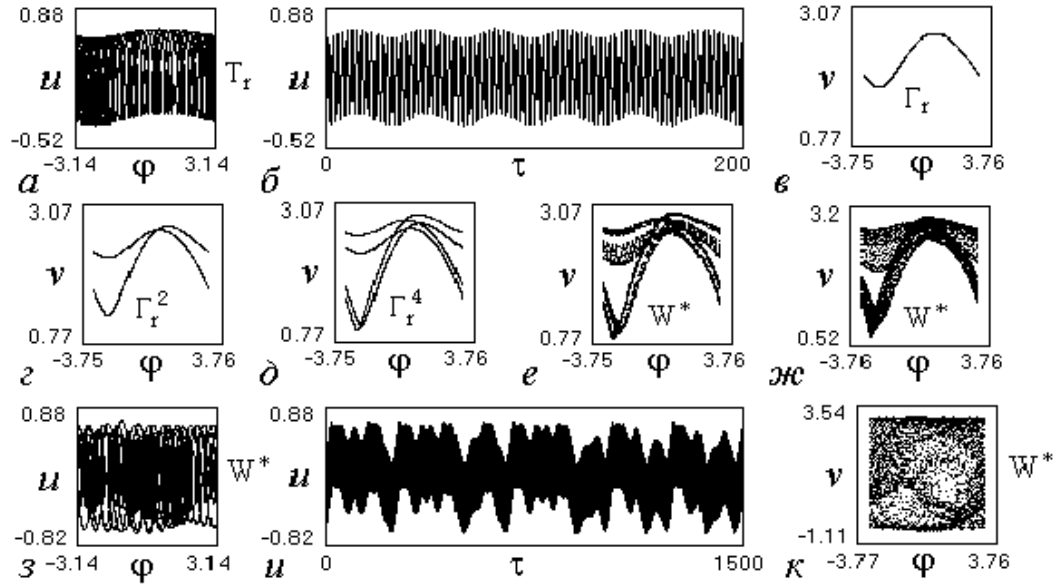 0.88
u
-0.52
-3.14 φ 3.14
T_r
а
0.88
u
-0.52
0 τ 200
б
3.07
v
0.77
-3.75 φ 3.76
Γ_r
в
3.07
v
0.77
-3.75 φ 3.76
Γ_r^2
г
3.07
v
0.77
-3.75 φ 3.76
Γ_r^4
д
3.07
v
0.77
-3.75 φ 3.76
W*
е
3.2
v
0.52
-3.76 φ 3.76
W*
ж
0.88
u
-0.82
-3.14 φ 3.14
W*
з
0.88
u
-0.82
0 τ 1500
и
3.54
v
-1.11
-3.77 φ 3.76
W*
к